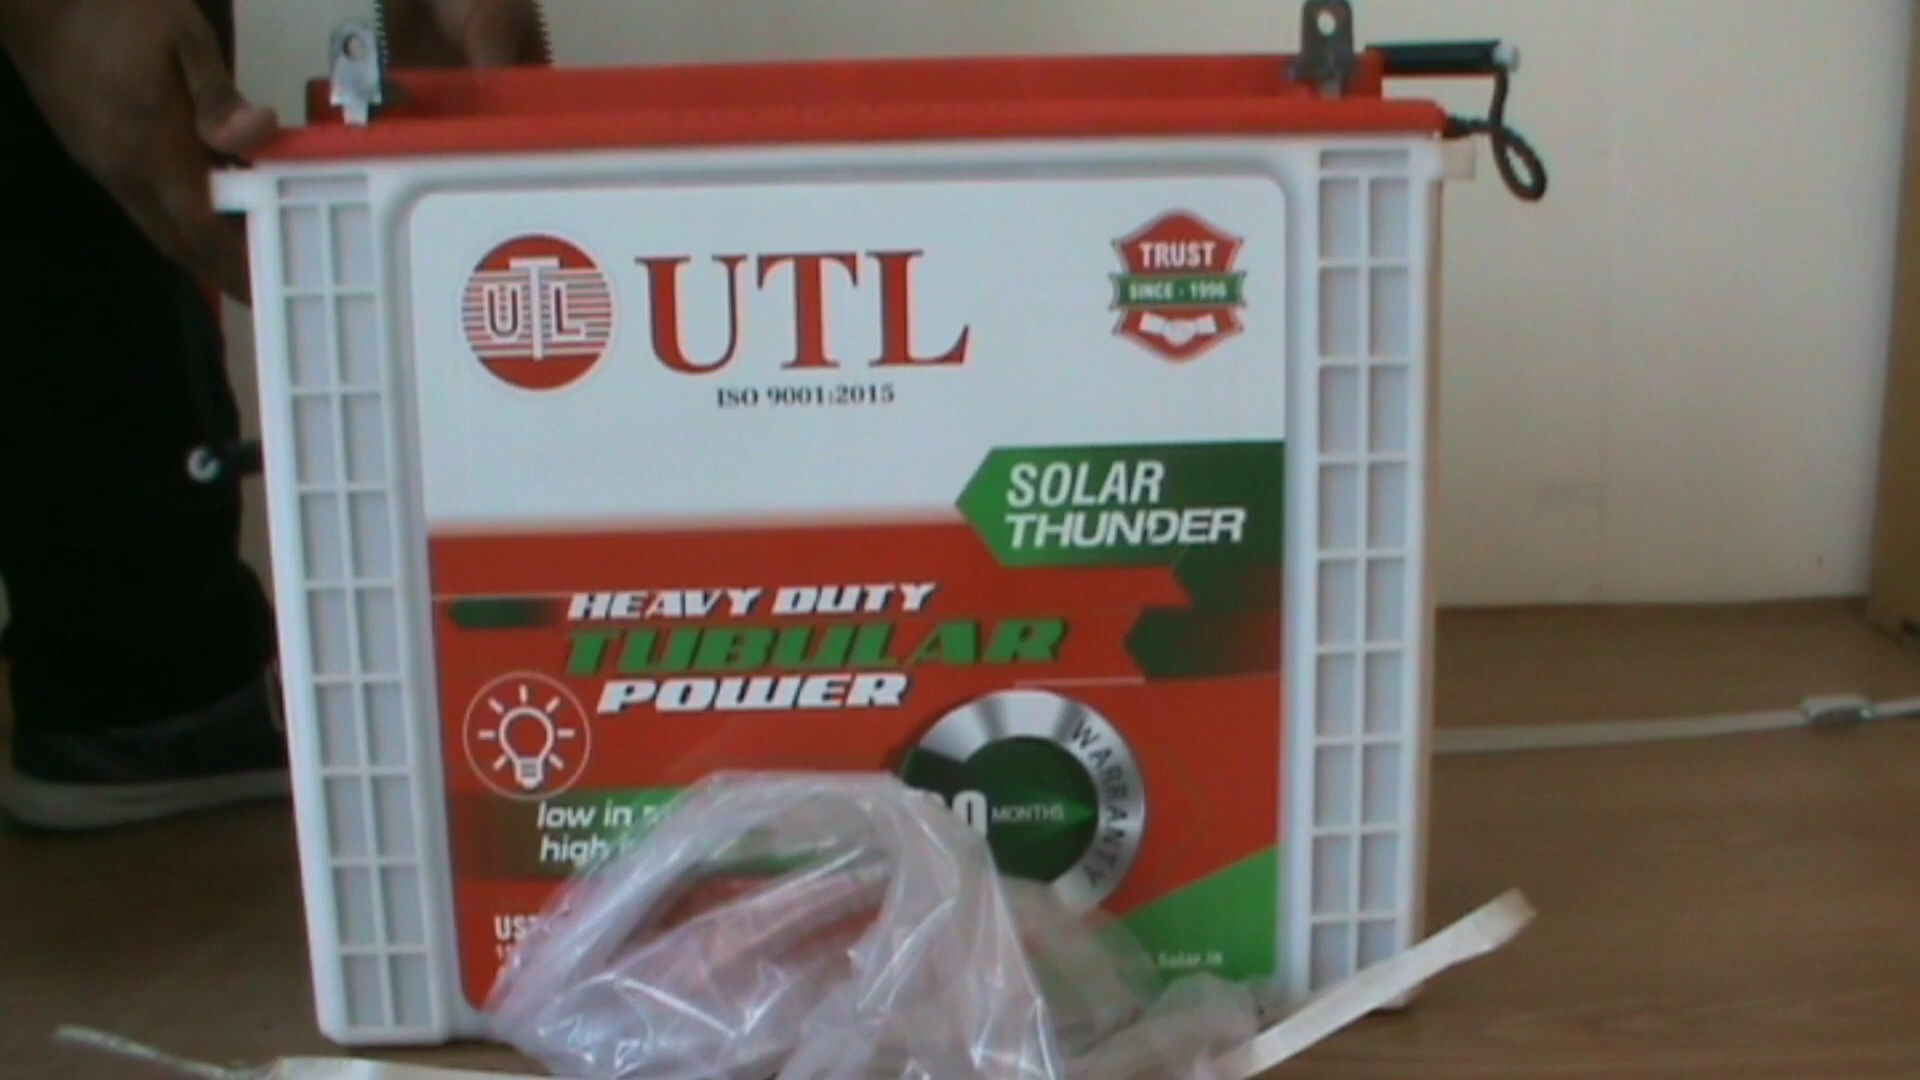 UTL
UTL
ISO 9001:2015
TRUST
SINCE - 1996
SOLAR
THUNDER
HEAVY DUTY
TUBULAR
POWER
WARRANTY
MONTHS
low in
high